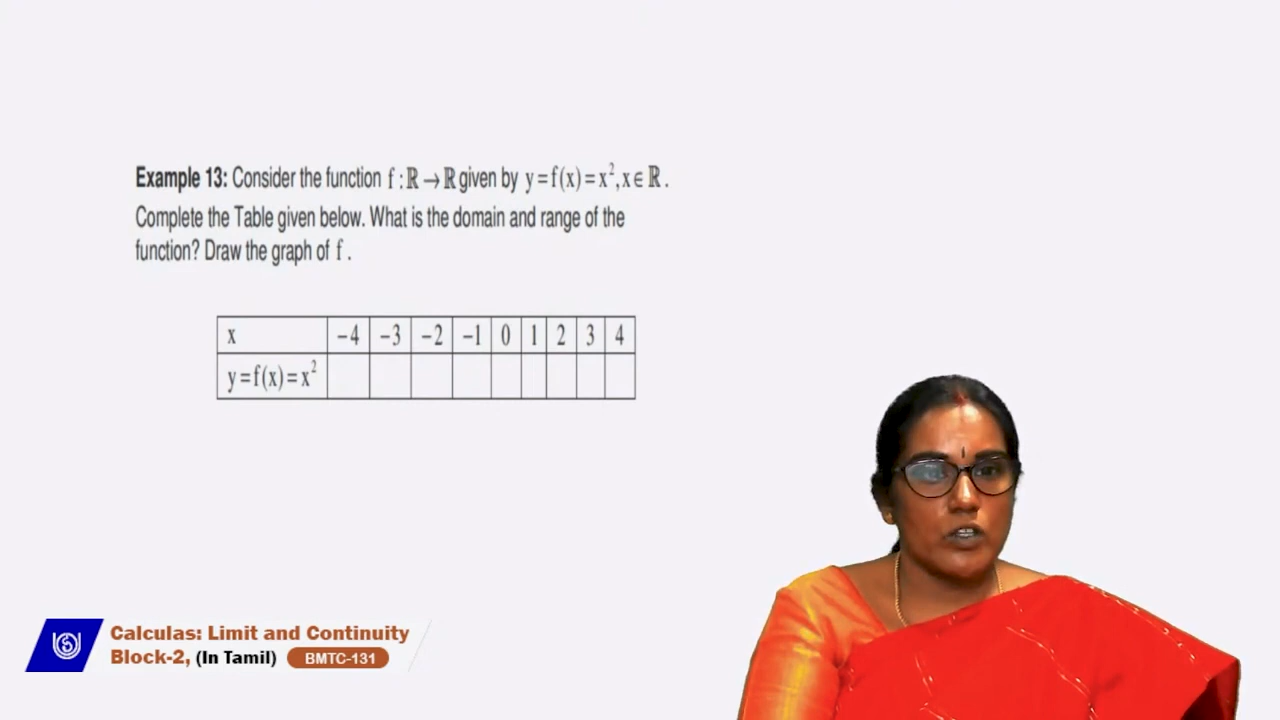 Example 13: Consider the function f : ℝ → ℝ given by y = f(x) = x², x ∈ ℝ.
Complete the Table given below. What is the domain and range of the
function? Draw the graph of f .
x −4 −3 −2 −1 0 1 2 3 4
y = f(x) = x²
Calculas: Limit and Continuity
Block-2, (In Tamil) BMTC-131